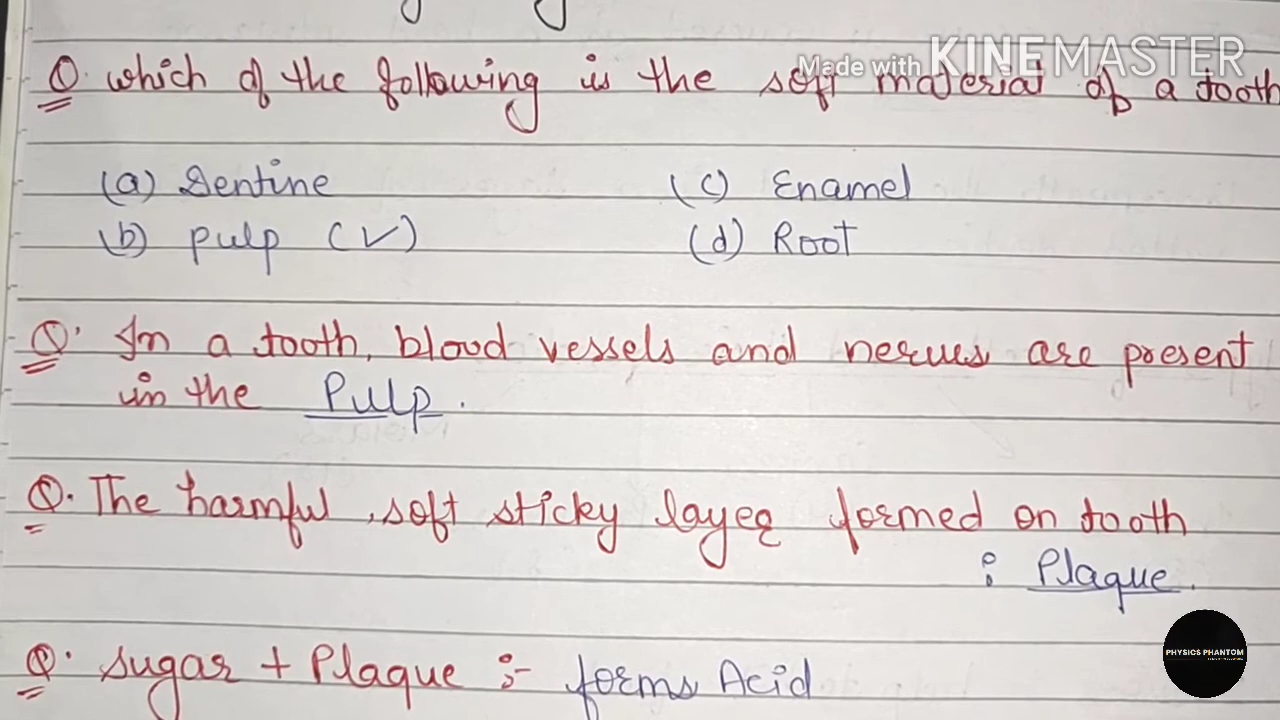 Made with KINEMASTER
Q. which of the following is the soft material of a tooth
(a) Dentine (c) Enamel
(b) pulp (✓) (d) Root
Q. In a tooth, blood vessels and nerves are present
in the Pulp.
Q. The harmful, soft sticky layer formed on tooth
: Plaque.
PHYSICS PHANTOM
Q. Sugar + Plaque :- forms Acid